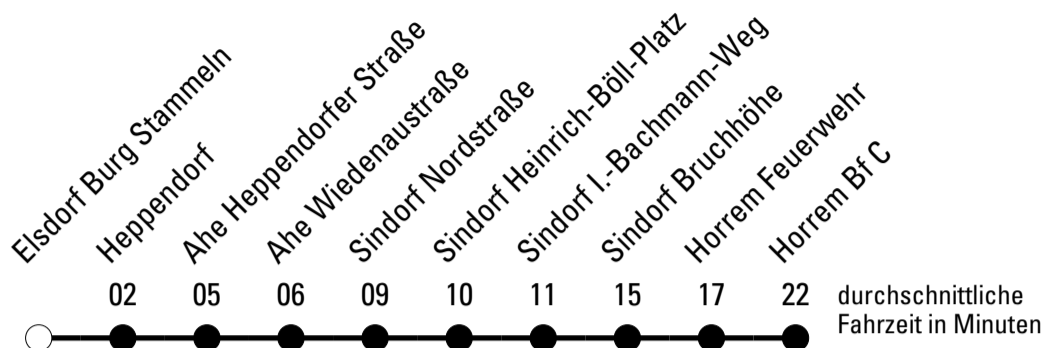 Elsdorf Burg Stammeln
Heppendorf
Ahe Heppendorfer Straße
Ahe Wiedenaustraße
Sindorf Nordstraße
Sindorf Heinrich-Böll-Platz
Sindorf I.-Bachmann-Weg
Sindorf Bruchhöhe
Horrem Feuerwehr
Horrem Bf C
02 05 06 09 10 11 15 17 22
durchschnittliche
Fahrzeit in Minuten